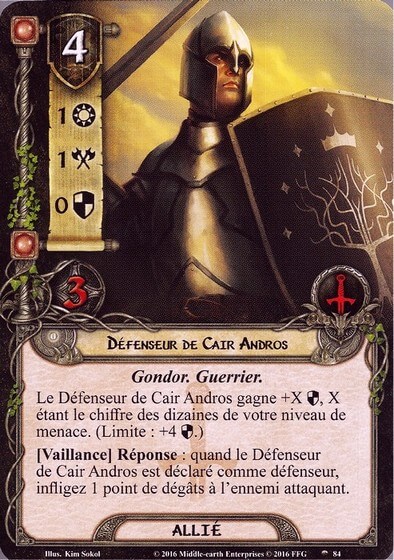 4
1
1
0
3
Défenseur de Cair Andros
Gondor. Guerrier.
Le Défenseur de Cair Andros gagne +X , X
étant le chiffre des dizaines de votre niveau de
menace. (Limite : +4 .)
[Vaillance] Réponse : quand le Défenseur
de Cair Andros est déclaré comme défenseur,
infligez 1 point de dégâts à l'ennemi attaquant.
Allié
Illus. Kim Sokol © 2016 Middle-earth Enterprises © 2016 FFG 84